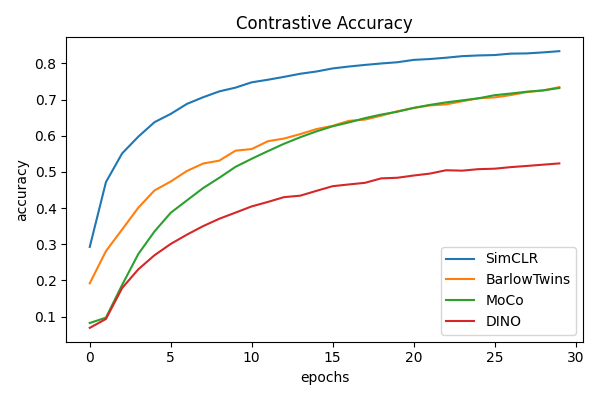 Contrastive Accuracy
accuracy
0.8
0.7
0.6
0.5
0.4
0.3
0.2
0.1
SimCLR
BarlowTwins
MoCo
DINO
0 5 10 15 20 25 30
epochs